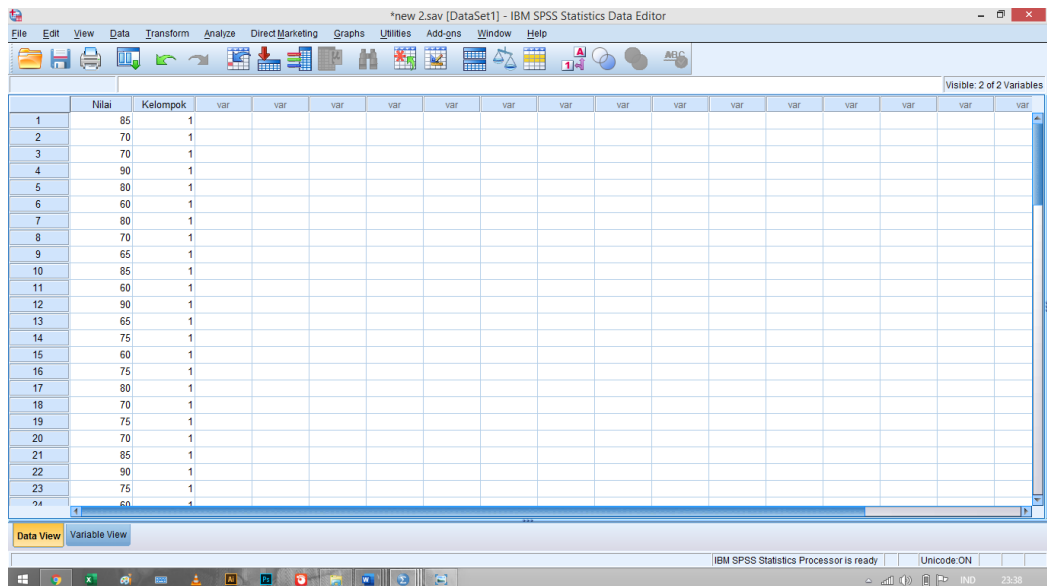 *new 2.sav [DataSet1] - IBM SPSS Statistics Data Editor
File Edit View Data Transform Analyze Direct Marketing Graphs Utilities Add-ons Window Help
Visible: 2 of 2 Variables
Nilai Kelompok var var var var var var var var var var var var var var var
1 85 1
2 70 1
3 70 1
4 90 1
5 80 1
6 60 1
7 80 1
8 70 1
9 65 1
10 85 1
11 60 1
12 90 1
13 65 1
14 75 1
15 60 1
16 75 1
17 80 1
18 70 1
19 75 1
20 70 1
21 85 1
22 90 1
23 75 1
24 60 1
Data View Variable View
IBM SPSS Statistics Processor is ready Unicode:ON
IND 23:38